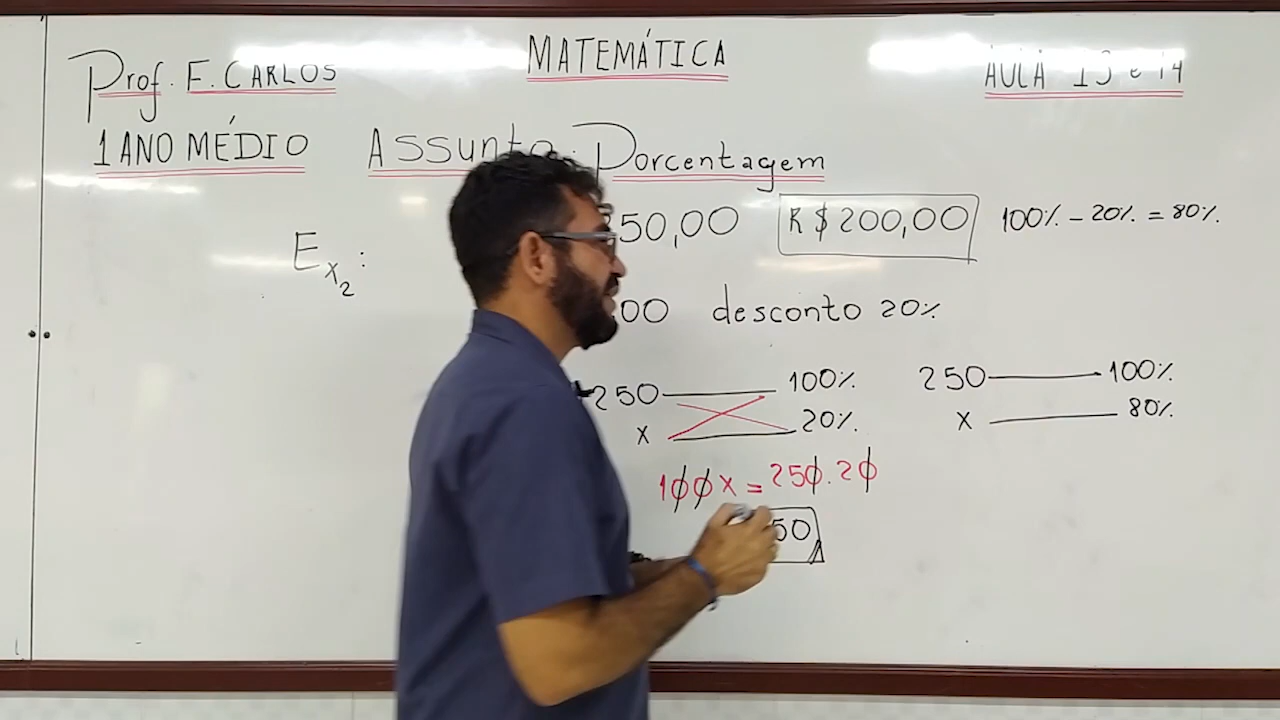 MATEMÁTICA
Prof. F. CARLOS
AULA 13 e 14
1 ANO MÉDIO Assunto: Porcentagem
Ex2: 250,00 R$200,00 100% - 20% = 80%
00 desconto 20%
250 100% 250 100%
x 20% x 80%
100x = 250.20
50